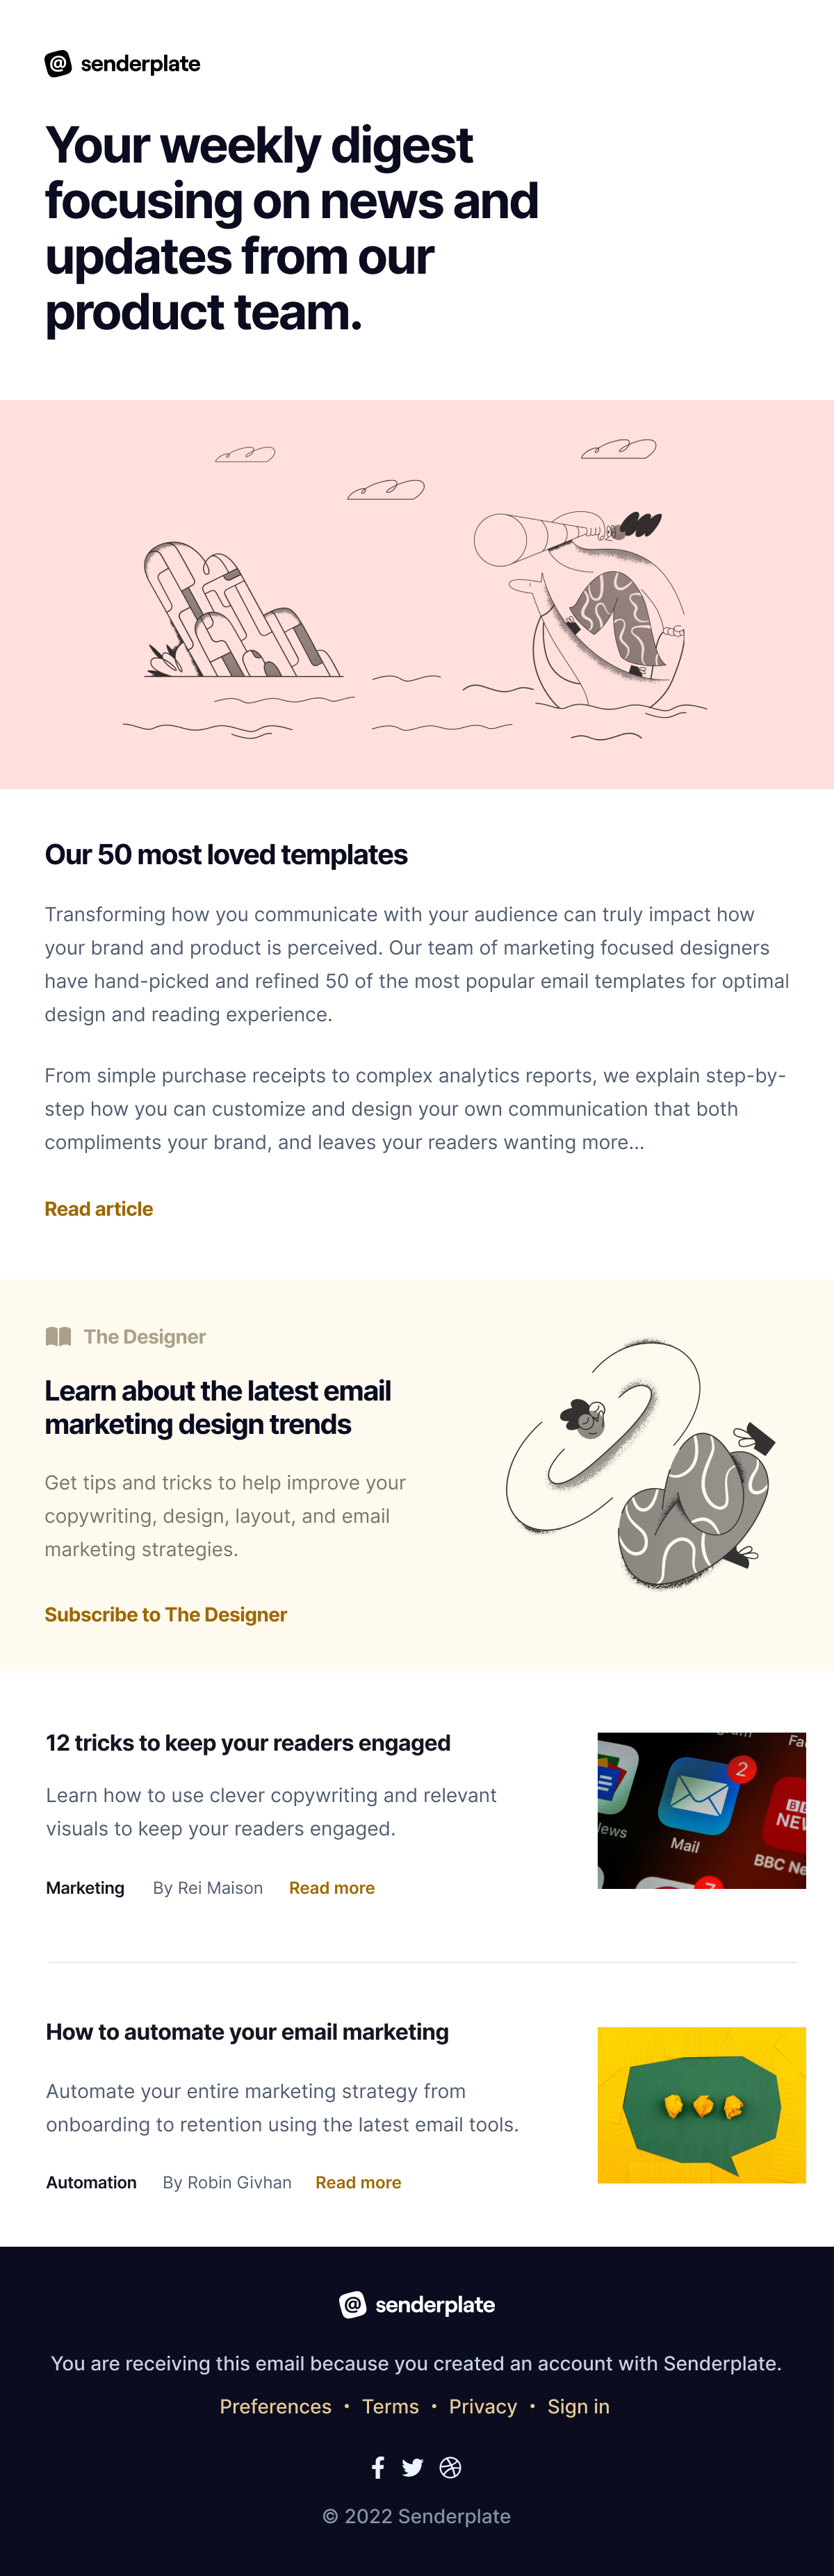 senderplate
Your weekly digest
focusing on news and
updates from our
product team.
Our 50 most loved templates
Transforming how you communicate with your audience can truly impact how
your brand and product is perceived. Our team of marketing focused designers
have hand-picked and refined 50 of the most popular email templates for optimal
design and reading experience.
From simple purchase receipts to complex analytics reports, we explain step-by-
step how you can customize and design your own communication that both
compliments your brand, and leaves your readers wanting more...
Read article
The Designer
Learn about the latest email
marketing design trends
Get tips and tricks to help improve your
copywriting, design, layout, and email
marketing strategies.
Subscribe to The Designer
12 tricks to keep your readers engaged
Learn how to use clever copywriting and relevant
visuals to keep your readers engaged.
Marketing By Rei Maison Read more
2
Mail
BBC
How to automate your email marketing
Automate your entire marketing strategy from
onboarding to retention using the latest email tools.
Automation By Robin Givhan Read more
senderplate
You are receiving this email because you created an account with Senderplate.
Preferences • Terms • Privacy • Sign in
© 2022 Senderplate